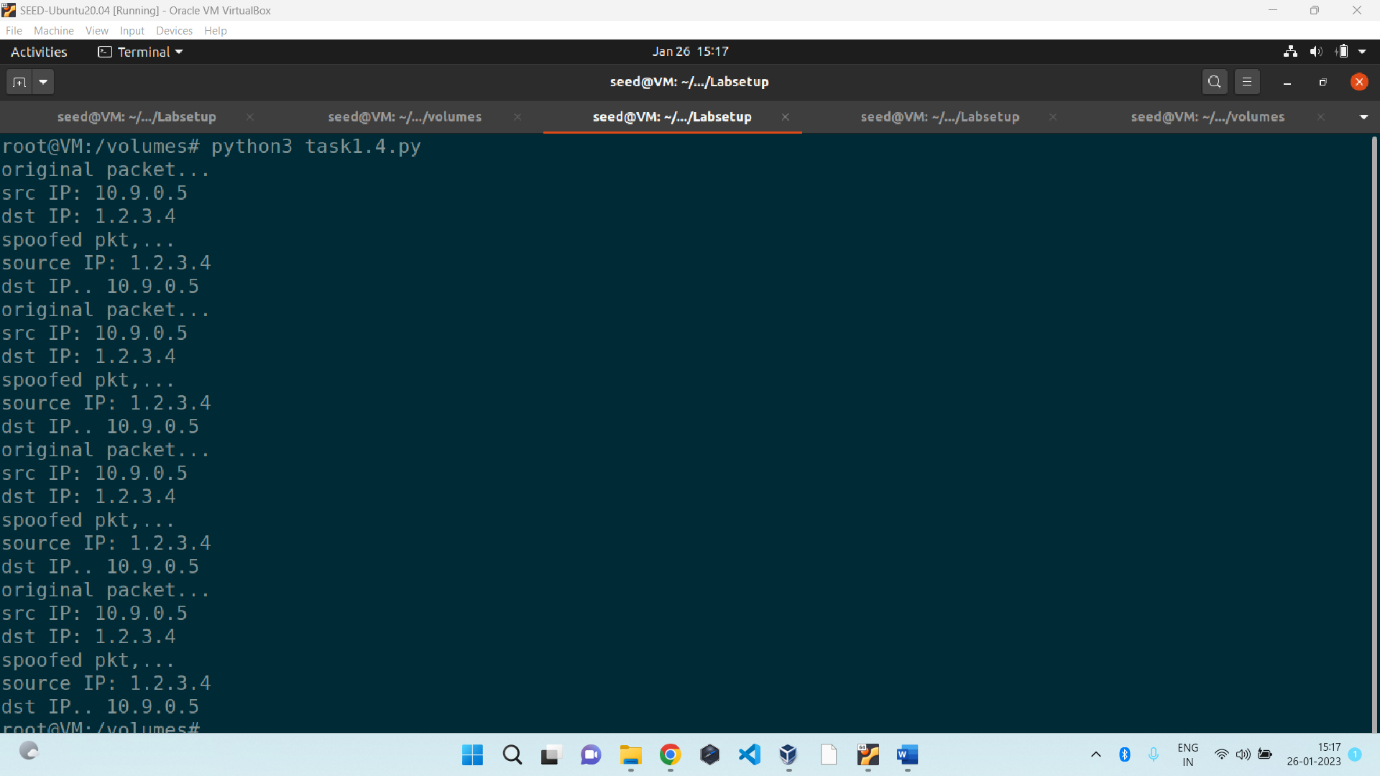 SEED-Ubuntu20.04 [Running] - Oracle VM VirtualBox
File Machine View Input Devices Help
Activities Terminal Jan 26 15:17
seed@VM: ~/.../Labsetup
seed@VM: ~/.../Labsetup seed@VM: ~/.../volumes seed@VM: ~/.../Labsetup seed@VM: ~/.../Labsetup seed@VM: ~/.../volumes
root@VM:/volumes# python3 task1.4.py
original packet...
src IP: 10.9.0.5
dst IP: 1.2.3.4
spoofed pkt,...
source IP: 1.2.3.4
dst IP.. 10.9.0.5
original packet...
src IP: 10.9.0.5
dst IP: 1.2.3.4
spoofed pkt,...
source IP: 1.2.3.4
dst IP.. 10.9.0.5
original packet...
src IP: 10.9.0.5
dst IP: 1.2.3.4
spoofed pkt,...
source IP: 1.2.3.4
dst IP.. 10.9.0.5
original packet...
src IP: 10.9.0.5
dst IP: 1.2.3.4
spoofed pkt,...
source IP: 1.2.3.4
dst IP.. 10.9.0.5
root@VM:/volumes#
ENG 15:17
IN 26-01-2023 1